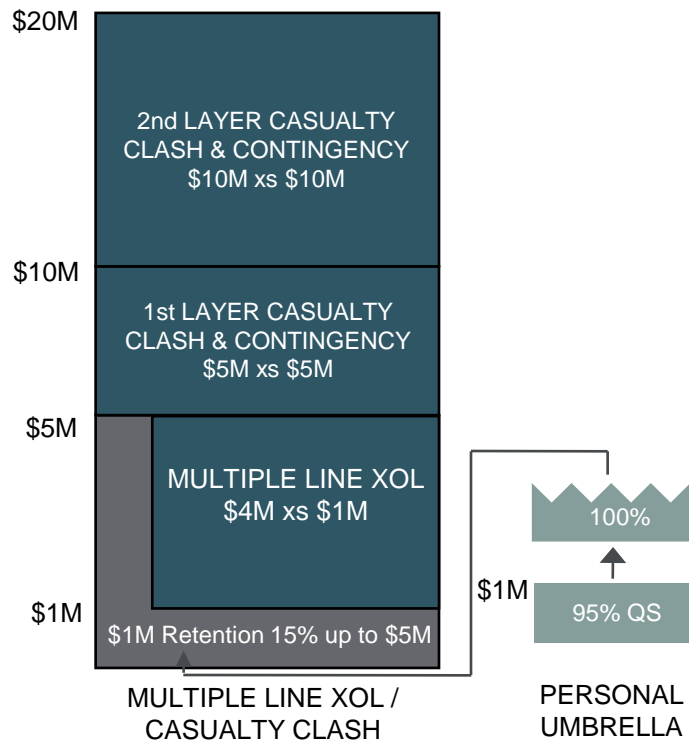 $20M
2nd LAYER CASUALTY
CLASH & CONTINGENCY
$10M xs $10M
$10M
1st LAYER CASUALTY
CLASH & CONTINGENCY
$5M xs $5M
$5M
MULTIPLE LINE XOL
$4M xs $1M
100%
$1M
95% QS
$1M
$1M Retention 15% up to $5M
MULTIPLE LINE XOL /
CASUALTY CLASH
PERSONAL
UMBRELLA